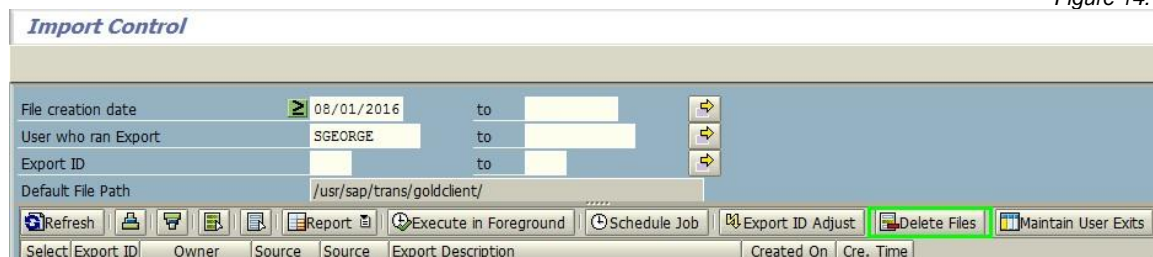 Figure 14.
Import Control
File creation date ≥ 08/01/2016 to
User who ran Export SGEORGE to
Export ID to
Default File Path /usr/sap/trans/goldclient/
Refresh Report Execute in Foreground Schedule Job Export ID Adjust Delete Files Maintain User Exits
Select Export ID Owner Source Source Export Description Created On Cre. Time